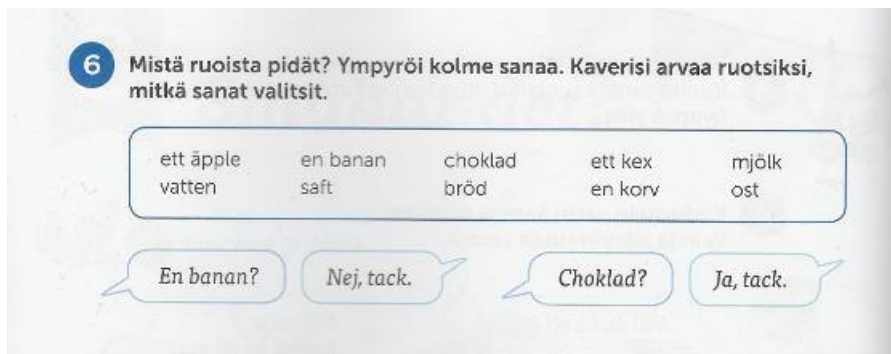 6 Mistä ruoista pidät? Ympyröi kolme sanaa. Kaverisi arvaa ruotsiksi,
mitkä sanat valitsit.
ett äpple en banan choklad ett kex mjölk
vatten saft bröd en korv ost
En banan? Nej, tack. Choklad? Ja, tack.